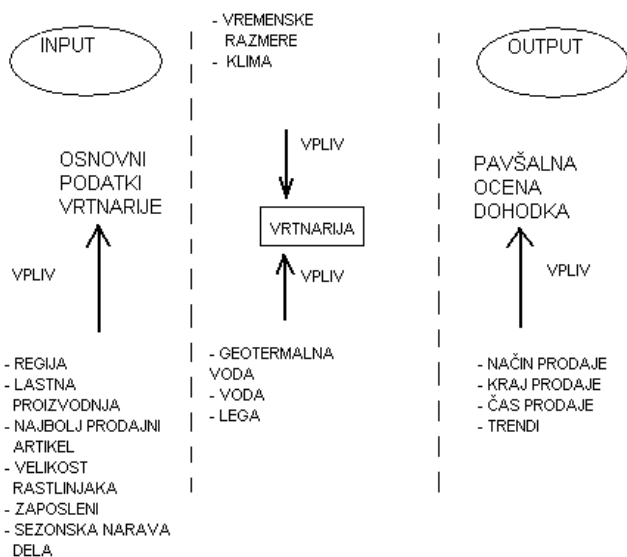 INPUT
OSNOVNI
PODATKI
VRTNARIJE
VPLIV
- REGIJA
- LASTNA
PROIZVODNJA
- NAJBOLJ PRODAJNI
ARTIKEL
- VELIKOST
RASTLINJAKA
- ZAPOSLENI
- SEZONSKA NARAVA
DELA
- VREMENSKE
RAZMERE
- KLIMA
VPLIV
VRTNARIJA
VPLIV
- GEOTERMALNA
VODA
- VODA
- LEGA
OUTPUT
PAVŠALNA
OCENA
DOHODKA
VPLIV
- NAČIN PRODAJE
- KRAJ PRODAJE
- ČAS PRODAJE
- TRENDI